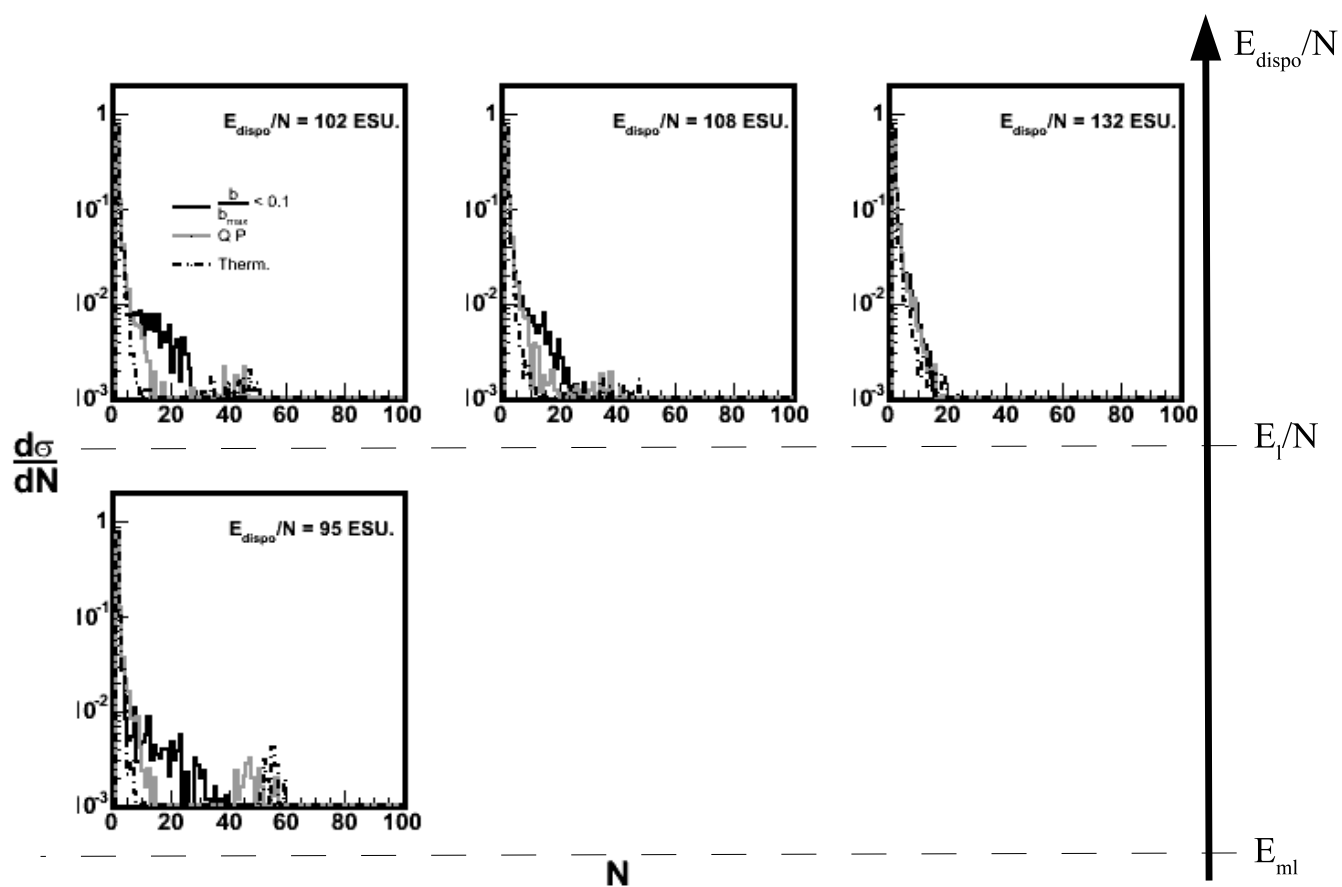 E_dispo/N
E_dispo/N = 102 ESU.
E_dispo/N = 108 ESU.
E_dispo/N = 132 ESU.
1
1
1
b/b_max < 0.1
Q P
Therm.
10^-1
10^-1
10^-1
10^-2
10^-2
10^-2
10^-3
10^-3
10^-3
0 20 40 60 80 100
0 20 40 60 80 100
0 20 40 60 80 100
dσ
dN
E_l/N
E_dispo/N = 95 ESU.
1
10^-1
10^-2
10^-3
0 20 40 60 80 100
N
E_ml